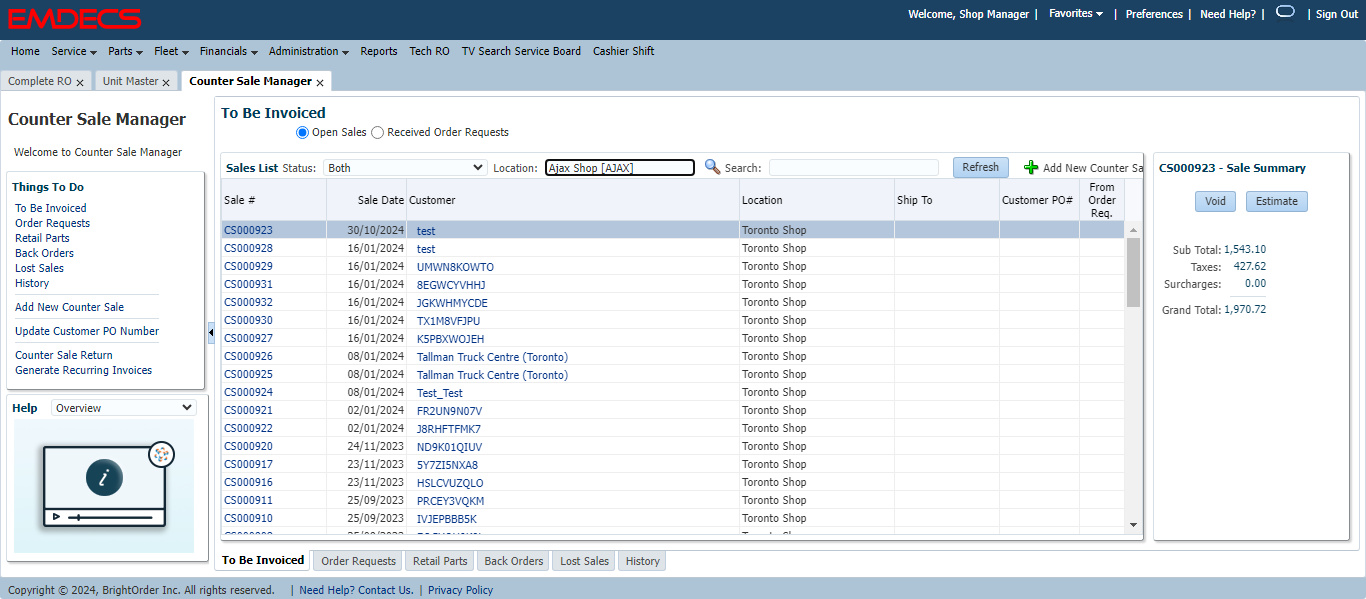 EMDECS
Welcome, Shop Manager | Favorites | Preferences | Need Help? | | Sign Out
Home Service Parts Fleet Financials Administration Reports Tech RO TV Search Service Board Cashier Shift
Complete RO Unit Master Counter Sale Manager
Counter Sale Manager
Welcome to Counter Sale Manager
Things To Do
To Be Invoiced
Order Requests
Retail Parts
Back Orders
Lost Sales
History
Add New Counter Sale
Update Customer PO Number
Counter Sale Return
Generate Recurring Invoices
Help Overview
i
To Be Invoiced
Open Sales Received Order Requests
Sales List Status: Both Location: Ajax Shop [AJAX] Search: Refresh Add New Counter Sa
Sale # Sale Date Customer Location Ship To Customer PO# From Order Req.
CS000923 30/10/2024 test Toronto Shop
CS000928 16/01/2024 test Toronto Shop
CS000929 16/01/2024 UMWN8KOWTO Toronto Shop
CS000931 16/01/2024 8EGWCYVHHJ Toronto Shop
CS000932 16/01/2024 JGKWHMYCDE Toronto Shop
CS000930 16/01/2024 TX1M8VFJPU Toronto Shop
CS000927 16/01/2024 K5PBXWOJEH Toronto Shop
CS000926 08/01/2024 Tallman Truck Centre (Toronto) Toronto Shop
CS000925 08/01/2024 Tallman Truck Centre (Toronto) Toronto Shop
CS000924 08/01/2024 Test_Test Toronto Shop
CS000921 02/01/2024 FR2UN9N07V Toronto Shop
CS000922 02/01/2024 J8RHFTFMK7 Toronto Shop
CS000920 24/11/2023 ND9K01QIUV Toronto Shop
CS000917 23/11/2023 5Y7ZI5NXA8 Toronto Shop
CS000916 23/11/2023 HSLCVUZQLO Toronto Shop
CS000911 25/09/2023 PRCEY3VQKM Toronto Shop
CS000910 25/09/2023 IVJEPBBB5K Toronto Shop
CS000923 - Sale Summary
Void Estimate
Sub Total: 1,543.10
Taxes: 427.62
Surcharges: 0.00
Grand Total: 1,970.72
To Be Invoiced Order Requests Retail Parts Back Orders Lost Sales History
Copyright © 2024, BrightOrder Inc. All rights reserved. | Need Help? Contact Us. | Privacy Policy